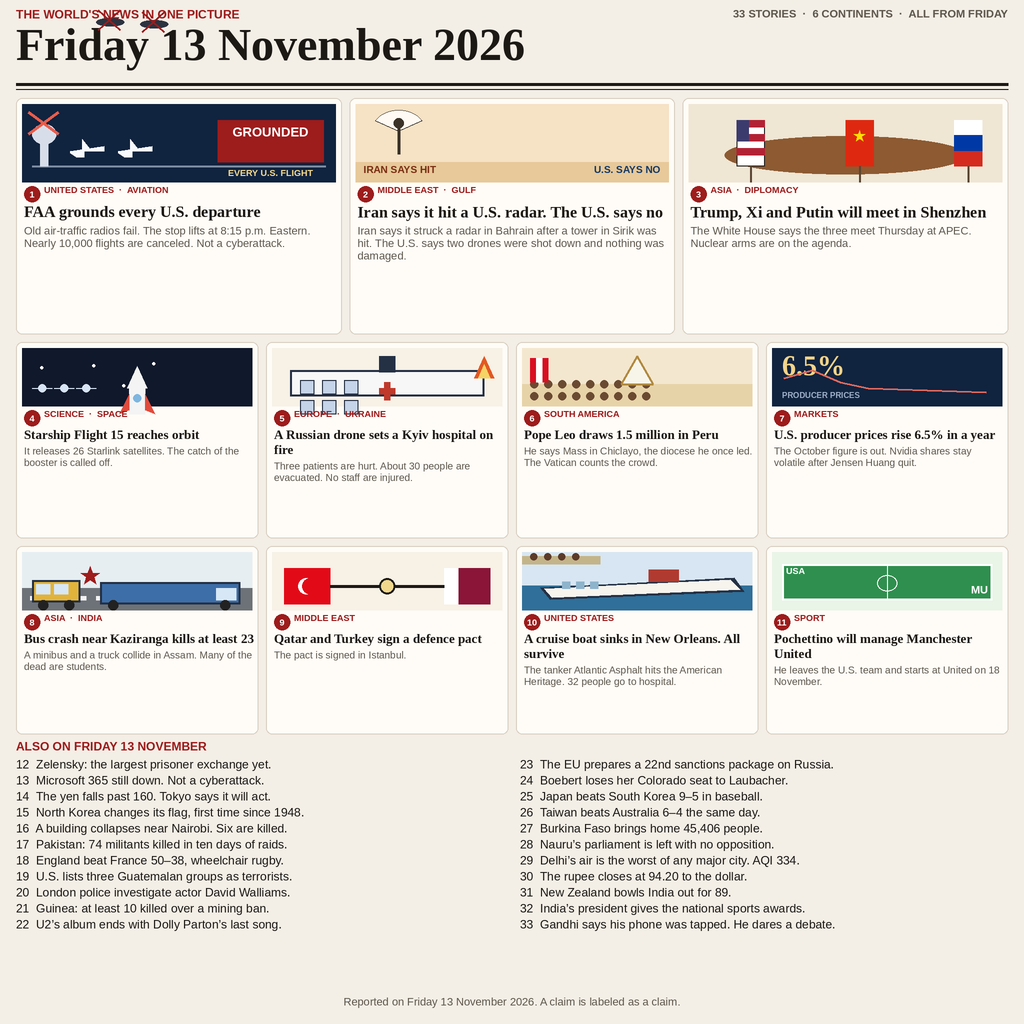 THE WORLD'S NEWS IN ONE PICTURE
33 STORIES · 6 CONTINENTS · ALL FROM FRIDAY
Friday 13 November 2026
GROUNDED
EVERY U.S. FLIGHT
1 UNITED STATES · AVIATION
FAA grounds every U.S. departure
Old air-traffic radios fail. The stop lifts at 8:15 p.m. Eastern.
Nearly 10,000 flights are canceled. Not a cyberattack.
IRAN SAYS HIT
U.S. SAYS NO
2 MIDDLE EAST · GULF
Iran says it hit a U.S. radar. The U.S. says no
Iran says it struck a radar in Bahrain after a tower in Sirik was
hit. The U.S. says two drones were shot down and nothing was
damaged.
3 ASIA · DIPLOMACY
Trump, Xi and Putin will meet in Shenzhen
The White House says the three meet Thursday at APEC.
Nuclear arms are on the agenda.
4 SCIENCE · SPACE
Starship Flight 15 reaches orbit
It releases 26 Starlink satellites. The catch of the
booster is called off.
5 EUROPE · UKRAINE
A Russian drone sets a Kyiv hospital on
fire
Three patients are hurt. About 30 people are
evacuated. No staff are injured.
6 SOUTH AMERICA
Pope Leo draws 1.5 million in Peru
He says Mass in Chiclayo, the diocese he once led.
The Vatican counts the crowd.
6.5%
PRODUCER PRICES
7 MARKETS
U.S. producer prices rise 6.5% in a year
The October figure is out. Nvidia shares stay
volatile after Jensen Huang quit.
8 ASIA · INDIA
Bus crash near Kaziranga kills at least 23
A minibus and a truck collide in Assam. Many of the
dead are students.
9 MIDDLE EAST
Qatar and Turkey sign a defence pact
The pact is signed in Istanbul.
10 UNITED STATES
A cruise boat sinks in New Orleans. All
survive
The tanker Atlantic Asphalt hits the American
Heritage. 32 people go to hospital.
USA
MU
11 SPORT
Pochettino will manage Manchester
United
He leaves the U.S. team and starts at United on 18
November.
ALSO ON FRIDAY 13 NOVEMBER
12 Zelensky: the largest prisoner exchange yet.
13 Microsoft 365 still down. Not a cyberattack.
14 The yen falls past 160. Tokyo says it will act.
15 North Korea changes its flag, first time since 1948.
16 A building collapses near Nairobi. Six are killed.
17 Pakistan: 74 militants killed in ten days of raids.
18 England beat France 50–38, wheelchair rugby.
19 U.S. lists three Guatemalan groups as terrorists.
20 London police investigate actor David Walliams.
21 Guinea: at least 10 killed over a mining ban.
22 U2’s album ends with Dolly Parton’s last song.
23 The EU prepares a 22nd sanctions package on Russia.
24 Boebert loses her Colorado seat to Laubacher.
25 Japan beats South Korea 9–5 in baseball.
26 Taiwan beats Australia 6–4 the same day.
27 Burkina Faso brings home 45,406 people.
28 Nauru’s parliament is left with no opposition.
29 Delhi’s air is the worst of any major city. AQI 334.
30 The rupee closes at 94.20 to the dollar.
31 New Zealand bowls India out for 89.
32 India’s president gives the national sports awards.
33 Gandhi says his phone was tapped. He dares a debate.
Reported on Friday 13 November 2026. A claim is labeled as a claim.